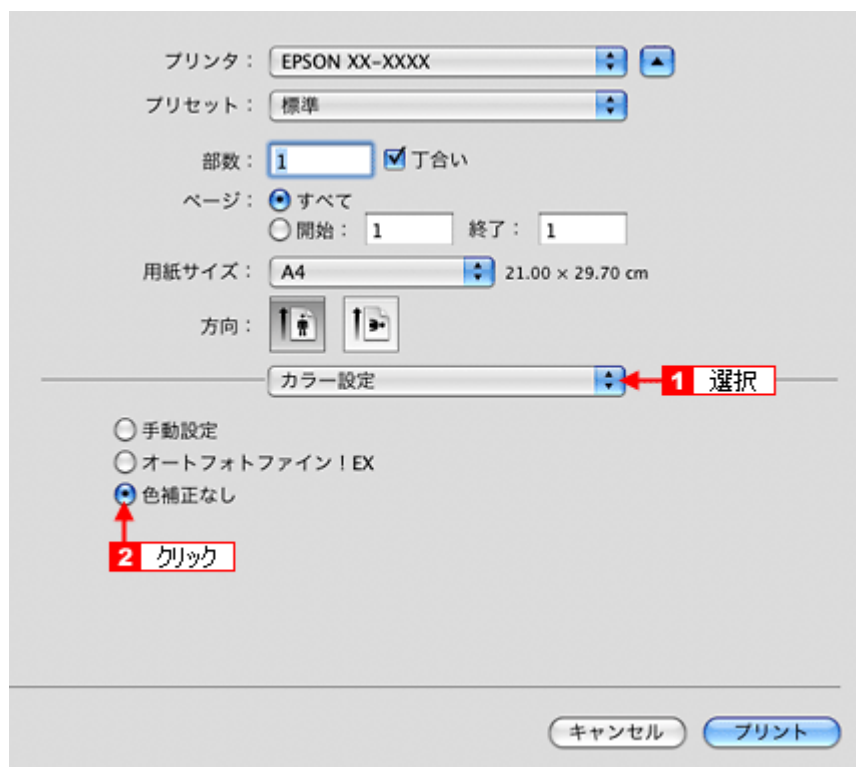 プリンタ： EPSON XX-XXXX
プリセット： 標準
部数： 1 丁合い
ページ： すべて
開始： 1 終了： 1
用紙サイズ： A4 21.00 × 29.70 cm
方向：
カラー設定 1 選択
手動設定
オートフォトファイン！EX
色補正なし
2 クリック
キャンセル プリント